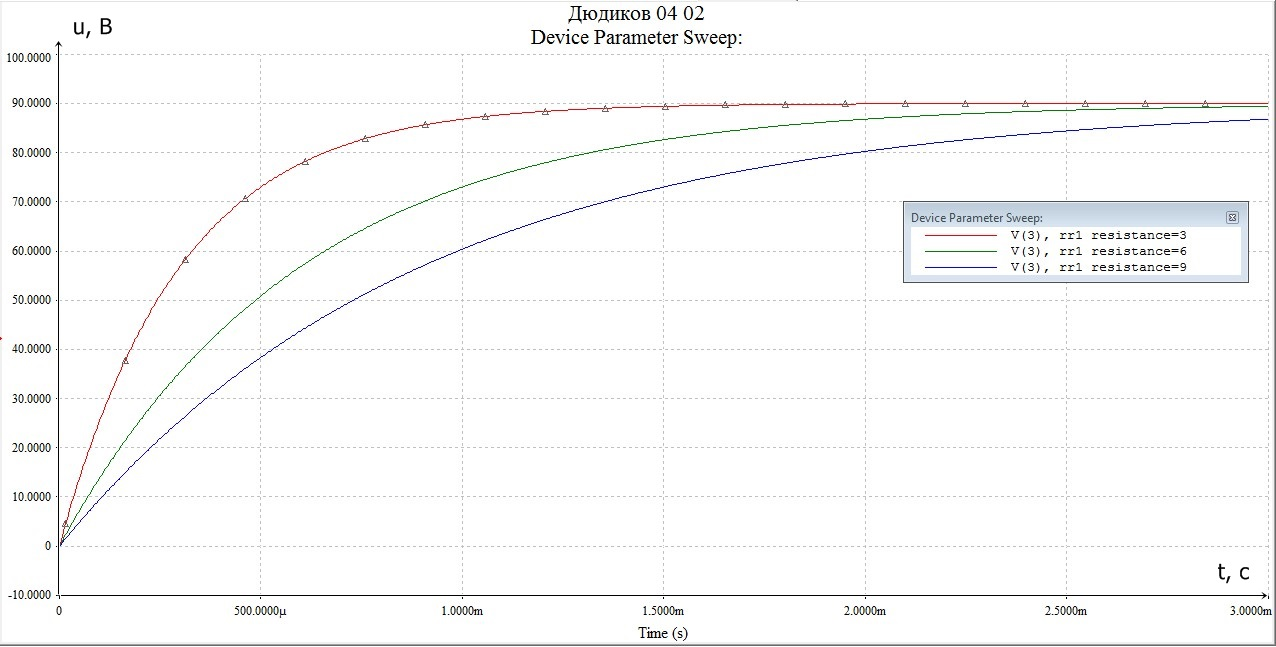 Дюдиков 04 02
Device Parameter Sweep:
u, В
100.0000
90.0000
80.0000
70.0000
60.0000
50.0000
40.0000
30.0000
20.0000
10.0000
0
-10.0000
Device Parameter Sweep:
V(3), rr1 resistance=3
V(3), rr1 resistance=6
V(3), rr1 resistance=9
t, с
0 500.0000µ 1.0000m 1.5000m 2.0000m 2.5000m 3.0000m
Time (s)